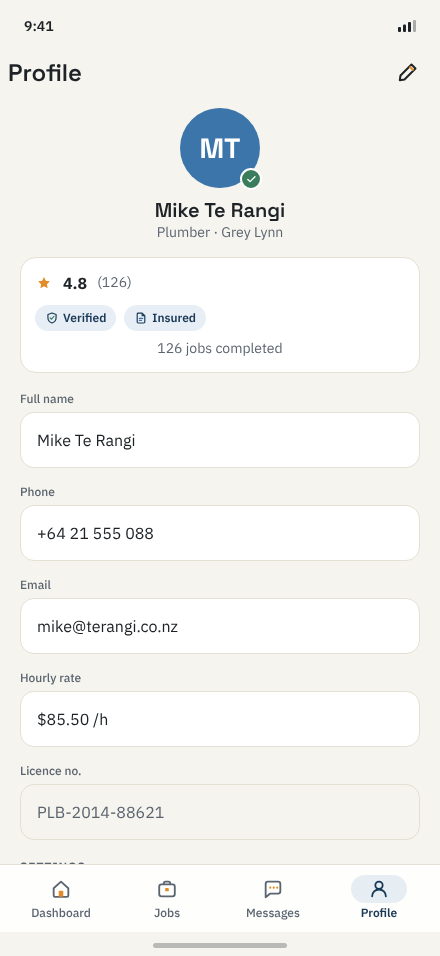 9:41
Profile
MT
Mike Te Rangi
Plumber · Grey Lynn
4.8 (126)
Verified Insured
126 jobs completed
Full name
Mike Te Rangi
Phone
+64 21 555 088
Email
mike@terangi.co.nz
Hourly rate
$85.50 /h
Licence no.
PLB-2014-88621
Dashboard Jobs Messages Profile